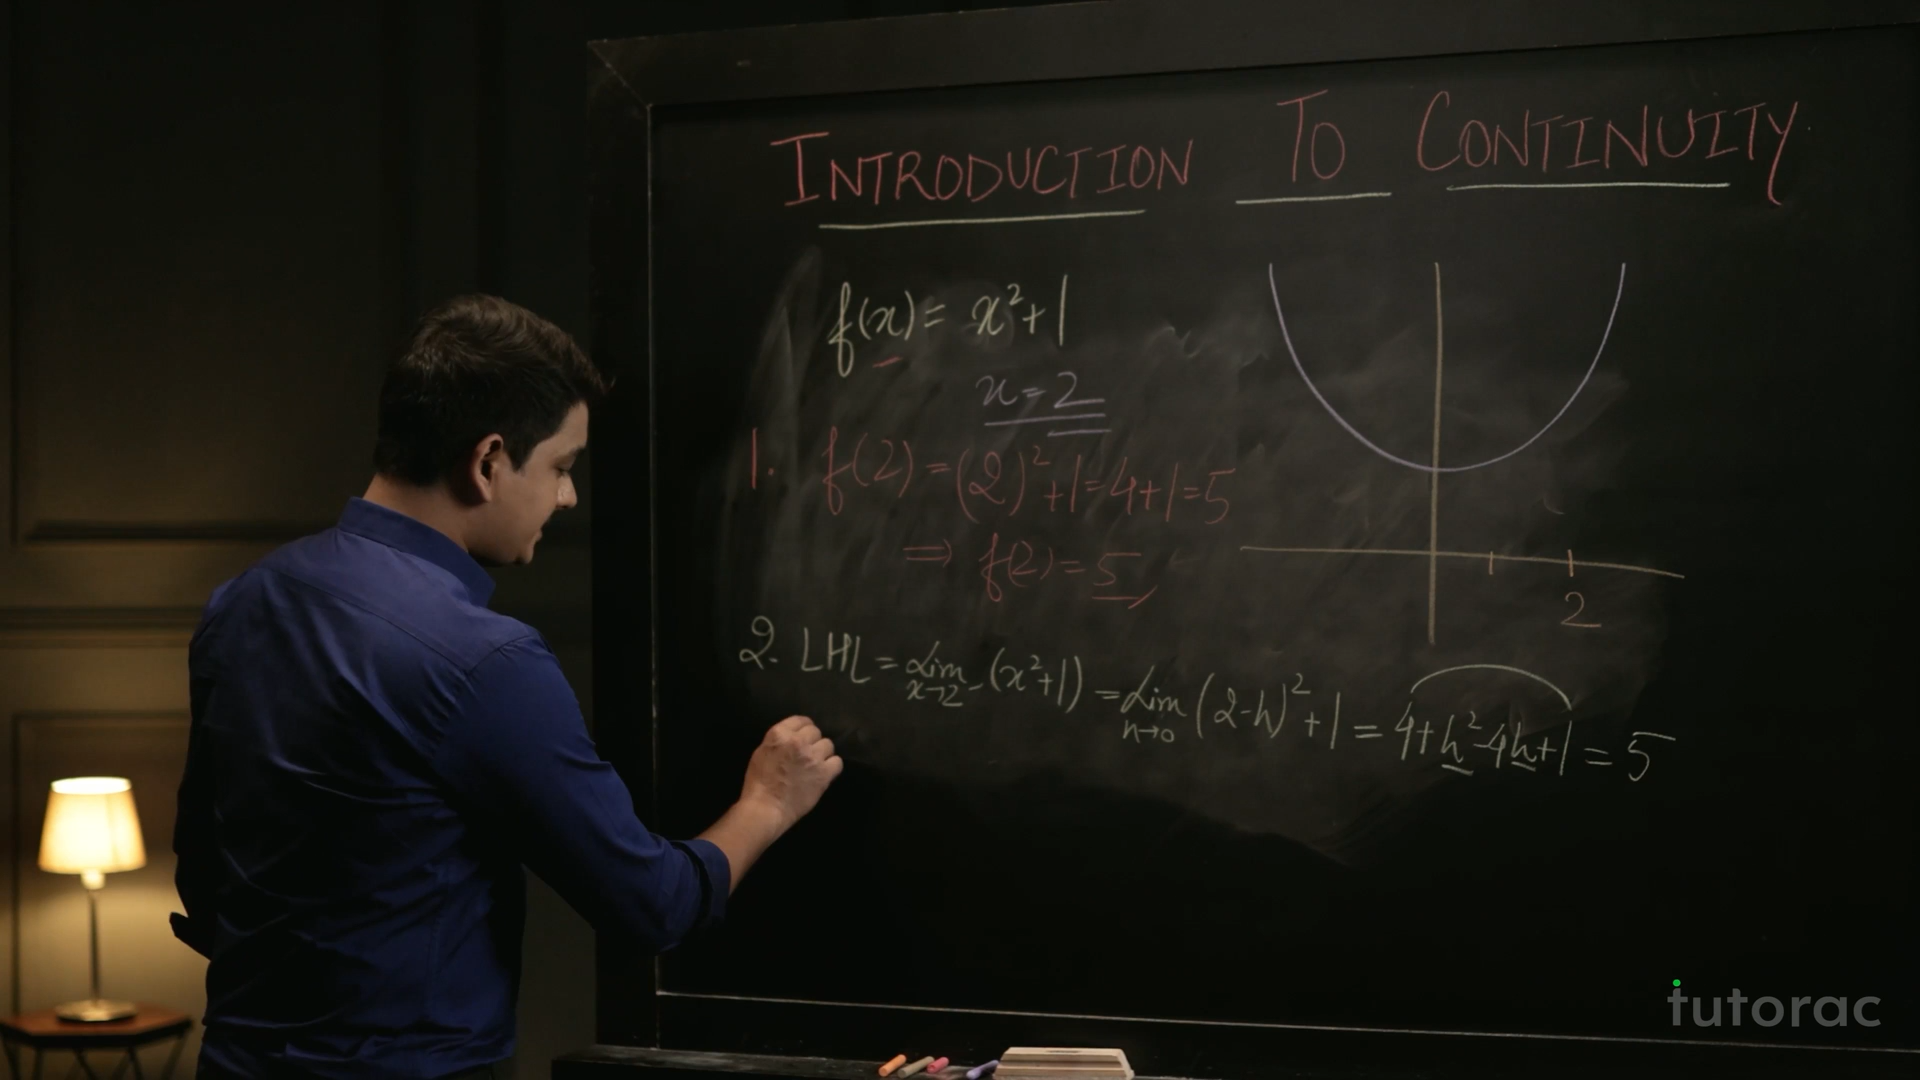 INTRODUCTION TO CONTINUITY
f(x) = x²+1
x=2
1. f(2) = (2)²+1=4+1=5
⇒ f(2) = 5
2
2. LHL = Lim x→2⁻ (x²+1) = Lim h→0 (2-h)²+1 = 4+h²-4h+1 = 5
tutorac